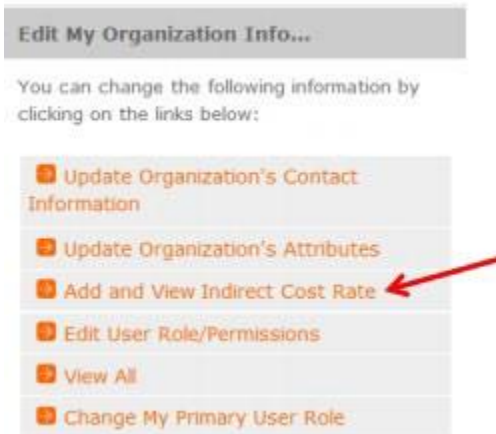 Edit My Organization Info...
You can change the following information by
clicking on the links below:
Update Organization's Contact
Information
Update Organization's Attributes
Add and View Indirect Cost Rate
Edit User Role/Permissions
View All
Change My Primary User Role